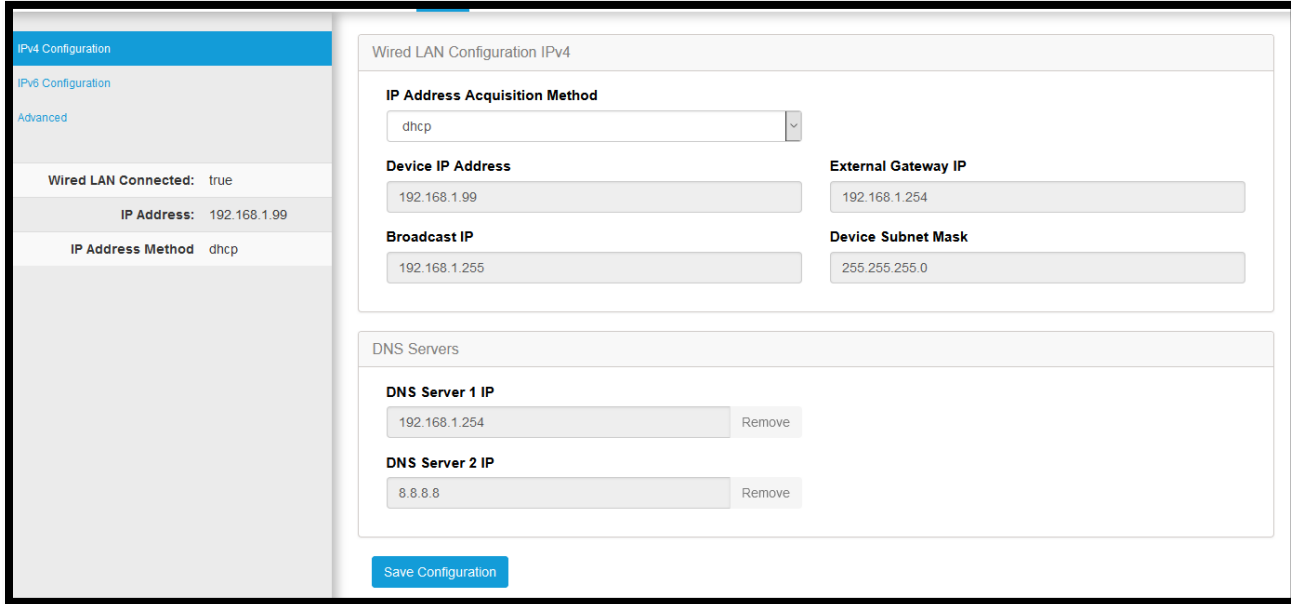 IPv4 Configuration
IPv6 Configuration
Advanced
Wired LAN Connected: true
IP Address: 192.168.1.99
IP Address Method dhcp
Wired LAN Configuration IPv4
IP Address Acquisition Method
dhcp
Device IP Address External Gateway IP
192.168.1.99 192.168.1.254
Broadcast IP Device Subnet Mask
192.168.1.255 255.255.255.0
DNS Servers
DNS Server 1 IP
192.168.1.254 Remove
DNS Server 2 IP
8.8.8.8 Remove
Save Configuration